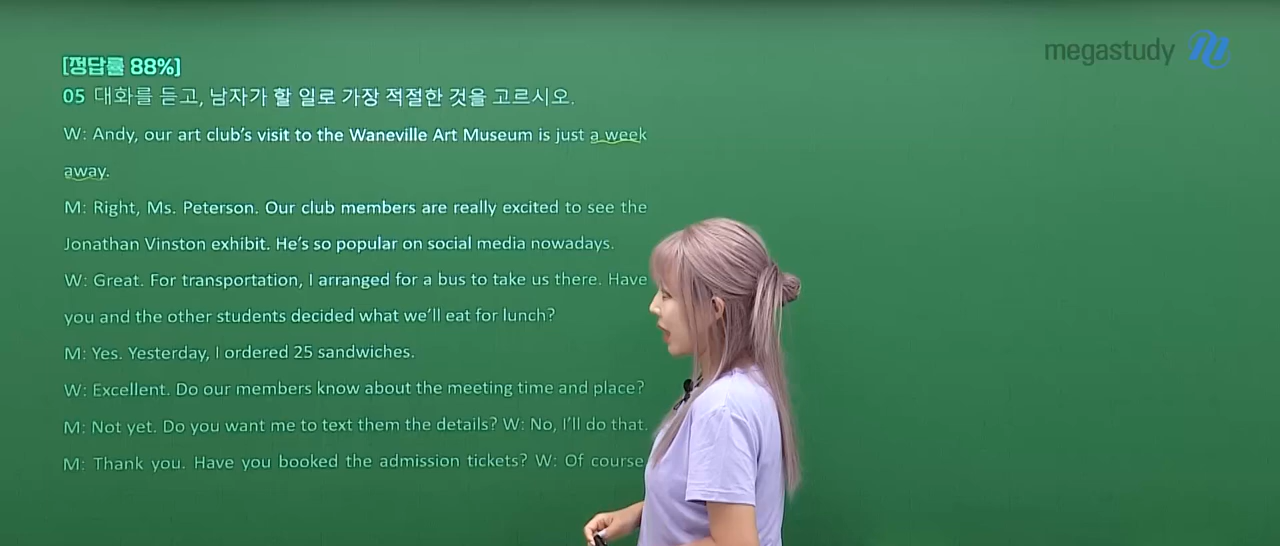 megastudy
[정답률 88%]
05 대화를 듣고, 남자가 할 일로 가장 적절한 것을 고르시오.
W: Andy, our art club’s visit to the Waneville Art Museum is just a week
away.
M: Right, Ms. Peterson. Our club members are really excited to see the
Jonathan Vinston exhibit. He’s so popular on social media nowadays.
W: Great. For transportation, I arranged for a bus to take us there. Have
you and the other students decided what we’ll eat for lunch?
M: Yes. Yesterday, I ordered 25 sandwiches.
W: Excellent. Do our members know about the meeting time and place?
M: Not yet. Do you want me to text them the details? W: No, I’ll do that.
M: Thank you. Have you booked the admission tickets? W: Of course